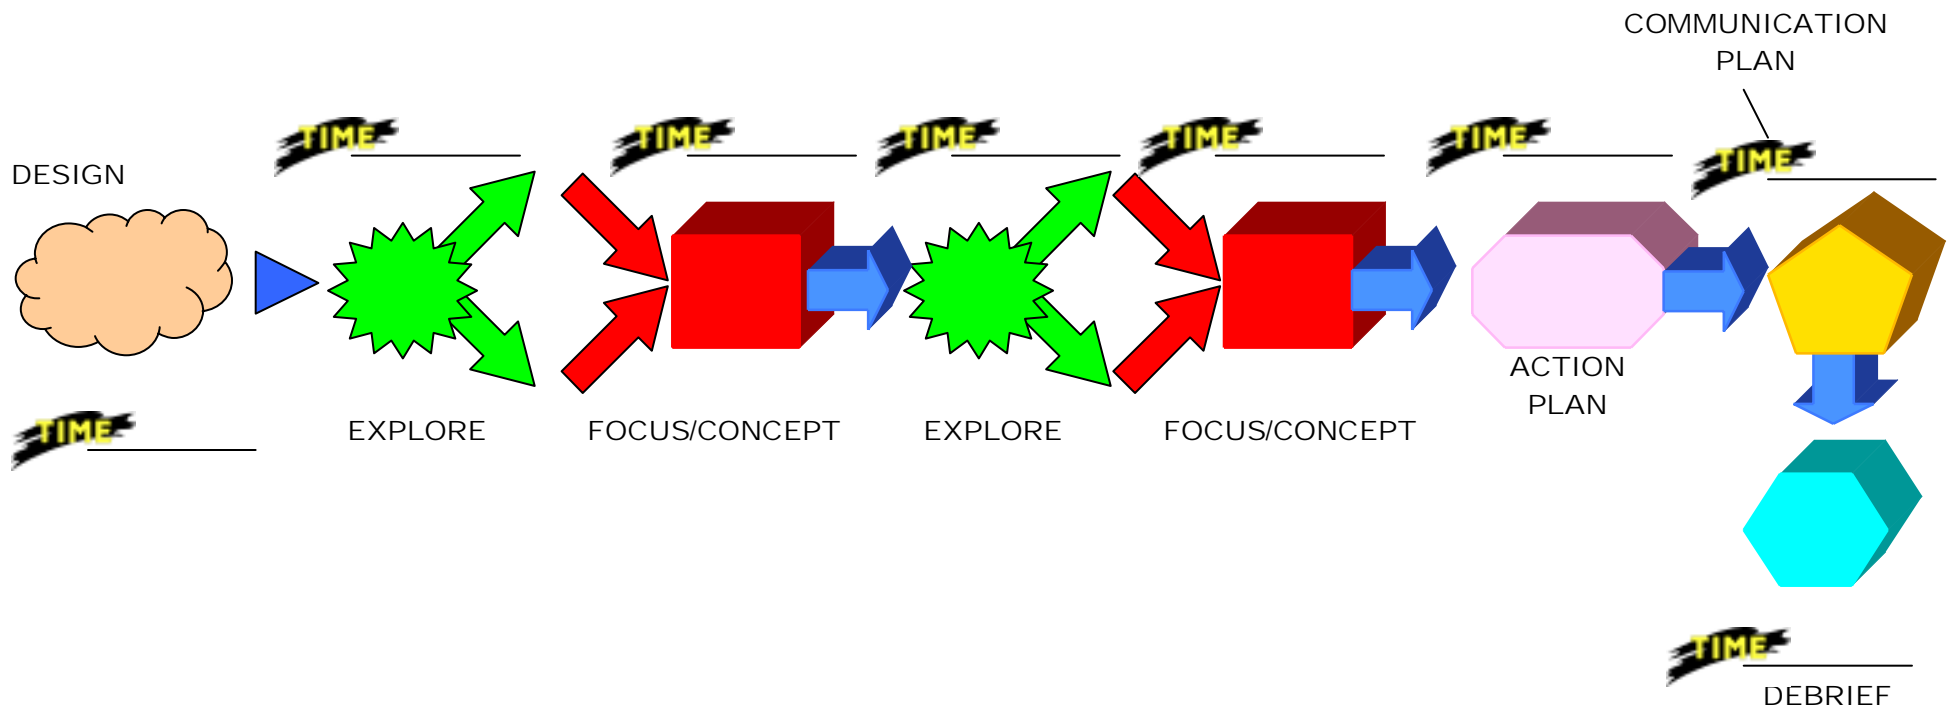 COMMUNICATION
PLAN
TIME
TIME
TIME
TIME
TIME
TIME
DESIGN
ACTION
PLAN
TIME
EXPLORE
FOCUS/CONCEPT
EXPLORE
FOCUS/CONCEPT
TIME
DEBRIEF